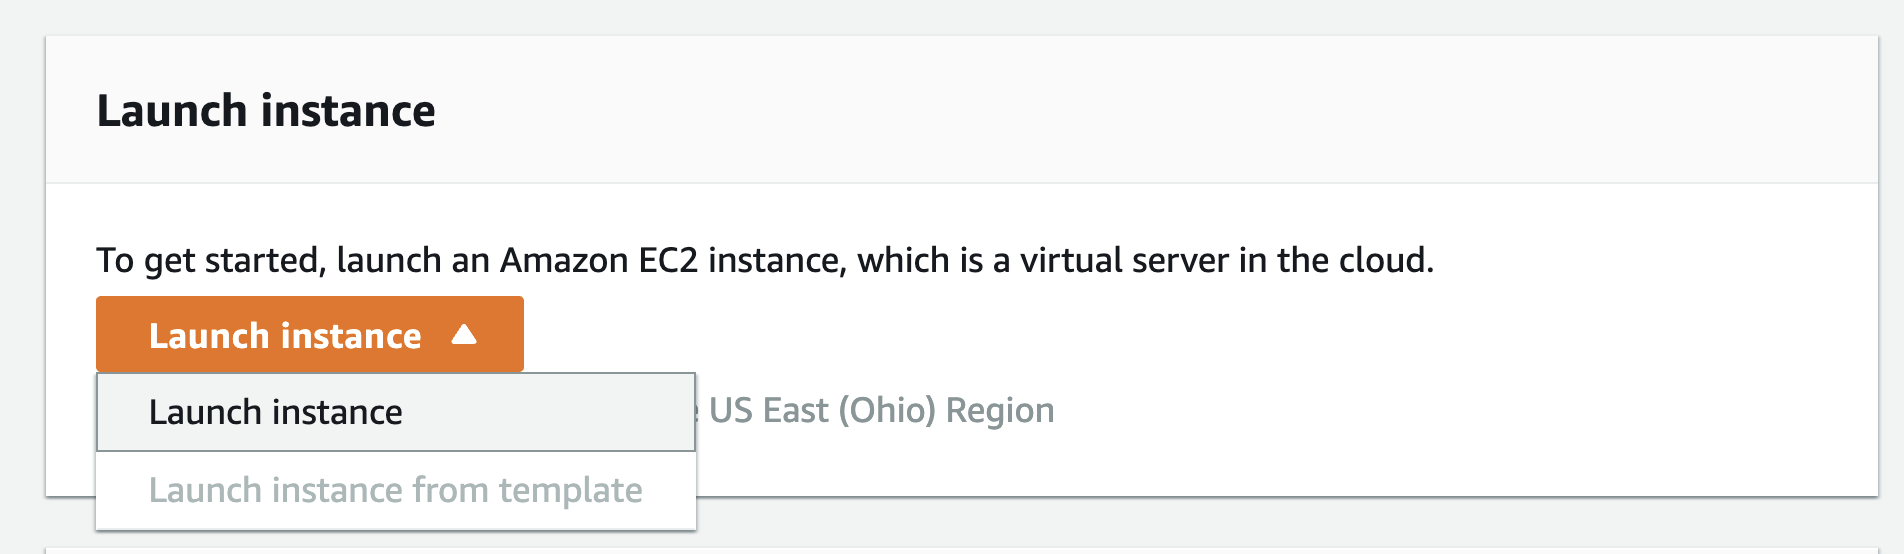 Launch instance
To get started, launch an Amazon EC2 instance, which is a virtual server in the cloud.
Launch instance
Launch instance
US East (Ohio) Region
Launch instance from template